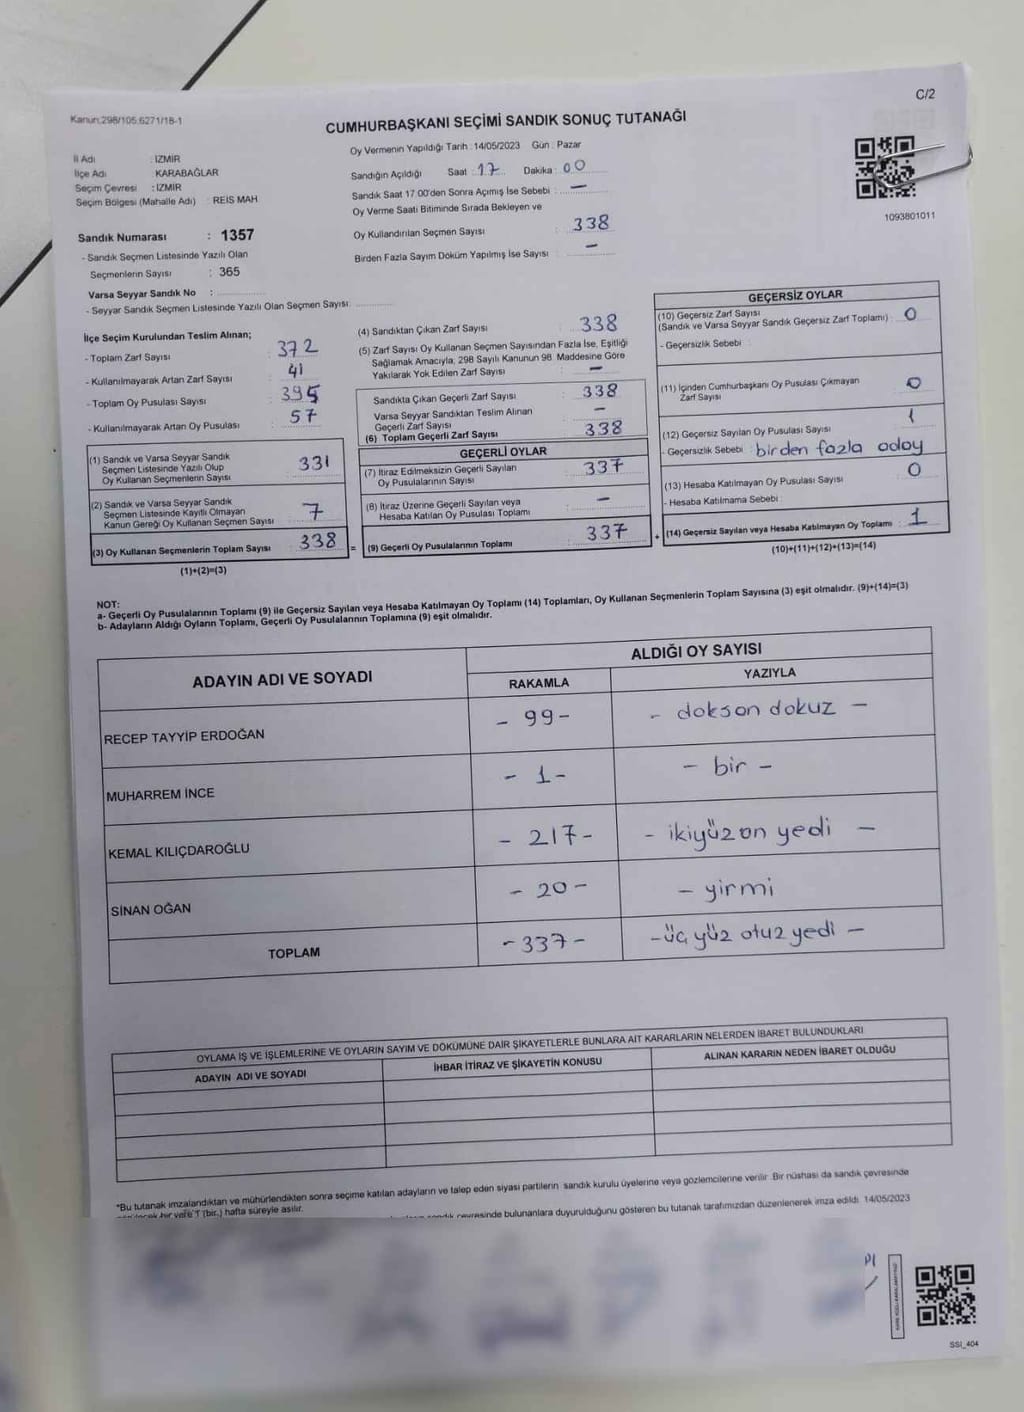 C/2
Kanun:298/105.6271/18-1
CUMHURBAŞKANI SEÇİMİ SANDIK SONUÇ TUTANAĞI
İl Adı : İZMİR
İlçe Adı KARABAĞLAR
Seçim Çevresi : İZMİR
Seçim Bölgesi (Mahalle Adı) : REİS MAH
Sandık Numarası : 1357
- Sandık Seçmen Listesinde Yazılı Olan
Seçmenlerin Sayısı : 365
Varsa Seyyar Sandık No :
- Seyyar Sandık Seçmen Listesinde Yazılı Olan Seçmen Sayısı:
Oy Vermenin Yapıldığı Tarih : 14/05/2023 Gün : Pazar
Sandığın Açıldığı Saat : 17 Dakika : 00
Sandık Saat 17.00'den Sonra Açımış İse Sebebi : —
Oy Verme Saati Bitiminde Sırada Bekleyen ve
Oy Kullandırılan Seçmen Sayısı : 338
Birden Fazla Sayım Döküm Yapılmış İse Sayısı : —
1093801011
İlçe Seçim Kurulundan Teslim Alınan;
- Toplam Zarf Sayısı : 372
- Kullanılmayarak Artan Zarf Sayısı : 41
- Toplam Oy Pusulası Sayısı : 395
- Kullanılmayarak Artan Oy Pusulası : 57
(1) Sandık ve Varsa Seyyar Sandık
Seçmen Listesinde Yazılı Olup
Oy Kullanan Seçmenlerin Sayısı : 331
(2) Sandık ve Varsa Seyyar Sandık
Seçmen Listesinde Kayıtlı Olmayan
Kanun Gereği Oy Kullanan Seçmen Sayısı : 7
(3) Oy Kullanan Seçmenlerin Toplam Sayısı : 338
(1)+(2)=(3)
(4) Sandıktan Çıkan Zarf Sayısı : 338
(5) Zarf Sayısı Oy Kullanan Seçmen Sayısından Fazla İse, Eşitliği
Sağlamak Amacıyla, 298 Sayılı Kanunun 98. Maddesine Göre
Yakılarak Yok Edilen Zarf Sayısı : —
Sandıkta Çıkan Geçerli Zarf Sayısı : 338
Varsa Seyyar Sandıktan Teslim Alınan
Geçerli Zarf Sayısı : —
(6) Toplam Geçerli Zarf Sayısı : 338
GEÇERLİ OYLAR
(7) İtiraz Edilmeksizin Geçerli Sayılan
Oy Pusulalarının Sayısı : 337
(8) İtiraz Üzerine Geçerli Sayılan veya
Hesaba Katılan Oy Pusulası Toplamı : —
= (9) Geçerli Oy Pusulalarının Toplamı : 337 +
GEÇERSİZ OYLAR
(10) Geçersiz Zarf Sayısı
(Sandık ve Varsa Seyyar Sandık Geçersiz Zarf Toplamı) : 0
- Geçersizlik Sebebi :
(11) İçinden Cumhurbaşkanı Oy Pusulası Çıkmayan
Zarf Sayısı : 0
(12) Geçersiz Sayılan Oy Pusulası Sayısı : 1
- Geçersizlik Sebebi : birden fazla aday
(13) Hesaba Katılmayan Oy Pusulası Sayısı : 0
- Hesaba Katılmama Sebebi :
(14) Geçersiz Sayılan veya Hesaba Katılmayan Oy Toplamı : 1
(10)+(11)+(12)+(13)=(14)
NOT:
a- Geçerli Oy Pusulalarının Toplamı (9) ile Geçersiz Sayılan veya Hesaba Katılmayan Oy Toplamı (14) Toplamları, Oy Kullanan Seçmenlerin Toplam Sayısına (3) eşit olmalıdır. (9)+(14)=(3)
b- Adayların Aldığı Oyların Toplamı, Geçerli Oy Pusulalarının Toplamına (9) eşit olmalıdır.
ADAYIN ADI VE SOYADI ALDIĞI OY SAYISI
RAKAMLA YAZIYLA
RECEP TAYYİP ERDOĞAN - 99 - - dokson dokuz -
MUHARREM İNCE - 1 - - bir -
KEMAL KILIÇDAROĞLU - 217 - - ikiyüz on yedi -
SİNAN OĞAN - 20 - - yirmi
TOPLAM - 337 - - üç yüz otuz yedi -
OYLAMA İŞ VE İŞLEMLERİNE VE OYLARIN SAYIM VE DÖKÜMÜNE DAİR ŞİKAYETLERLE BUNLARA AİT KARARLARIN NELERDEN İBARET BULUNDUKLARI
ADAYIN ADI VE SOYADI İHBAR İTİRAZ VE ŞİKAYETİN KONUSU ALINAN KARARIN NEDEN İBARET OLDUĞU
*Bu tutanak imzalandıktan ve mühürlendikten sonra seçime katılan adayların ve talep eden siyasi partilerin sandık kurulu üyelerine veya gözlemcilerine verilir. Bir nüshası da sandık çevresinde
bir yere 1 (bir) hafta süreyle asılır.
çevresinde bulunanlara duyurulduğunu gösteren bu tutanak tarafımızdan düzenlenerek imza edildi. 14/05/2023
SSI_404